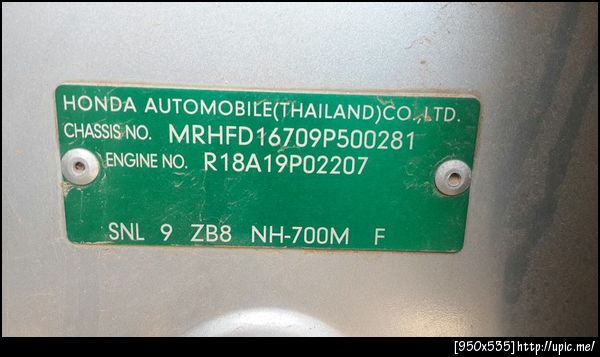 HONDA AUTOMOBILE(THAILAND)CO.,LTD.
CHASSIS NO. MRHFD16709P500281
ENGINE NO. R18A19P02207
SNL 9 ZB8 NH-700M F
[950x535]http://upic.me/